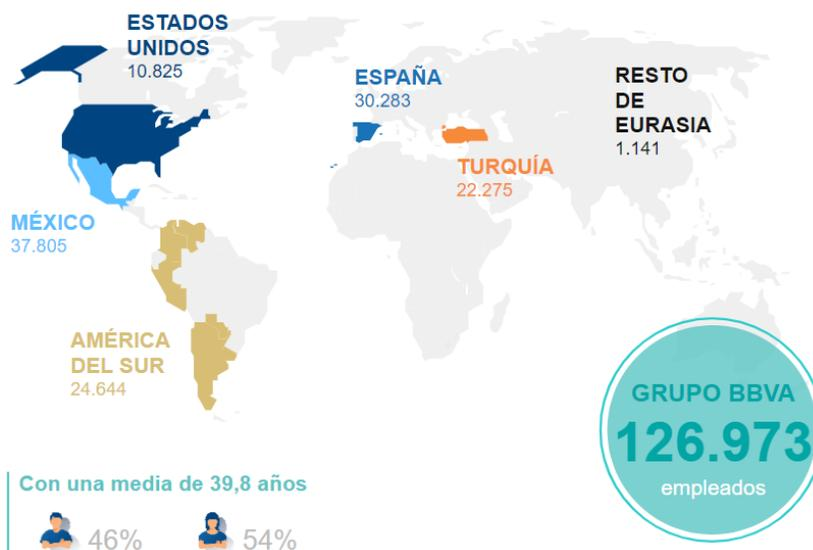 ESTADOS
UNIDOS
10.825
ESPAÑA
30.283
RESTO
DE
EURASIA
1.141
TURQUÍA
22.275
MÉXICO
37.805
AMÉRICA
DEL SUR
24.644
GRUPO BBVA
126.973
empleados
Con una media de 39,8 años
46%
54%